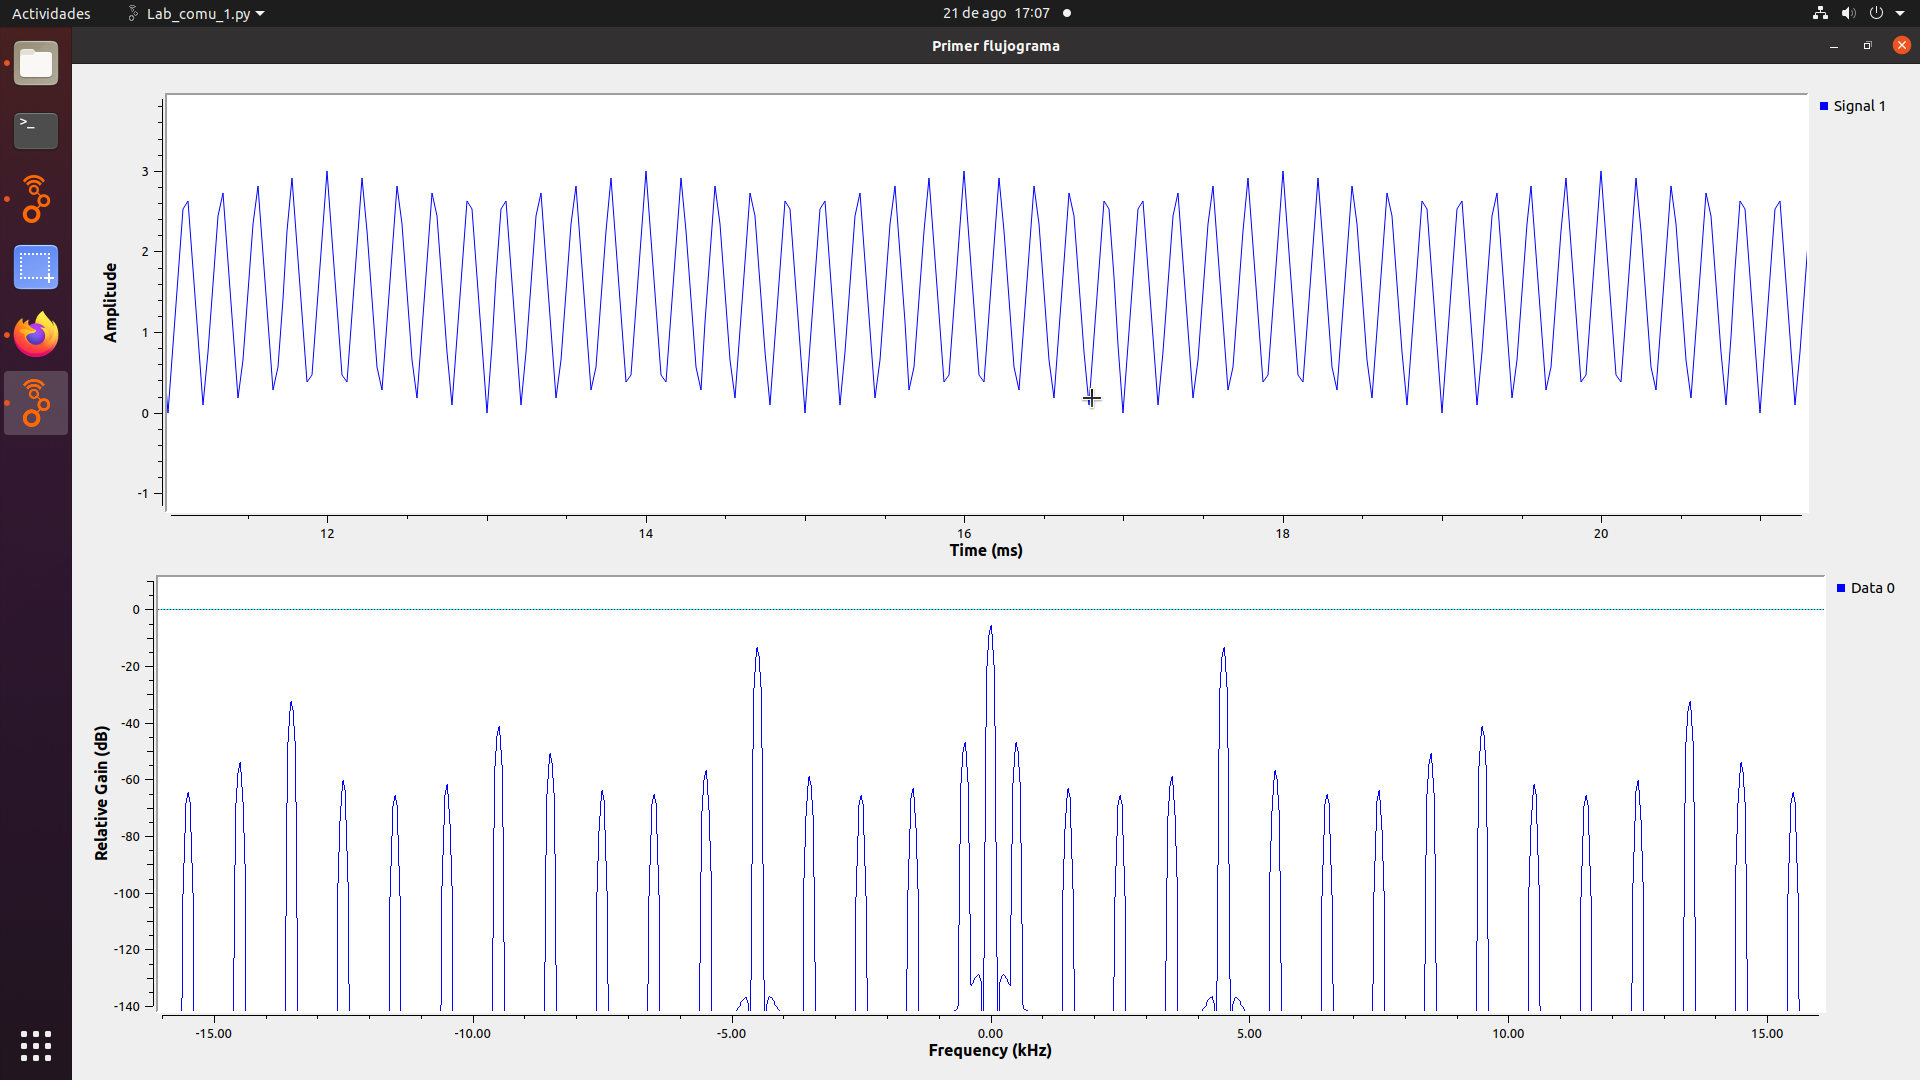 Actividades Lab_comu_1.py 21 de ago 17:07
Primer flujograma
Signal 1
3
2
1
0
-1
Amplitude
12 14 16 18 20
Time (ms)
Data 0
0
-20
-40
-60
-80
-100
-120
-140
Relative Gain (dB)
-15.00 -10.00 -5.00 0.00 5.00 10.00 15.00
Frequency (kHz)